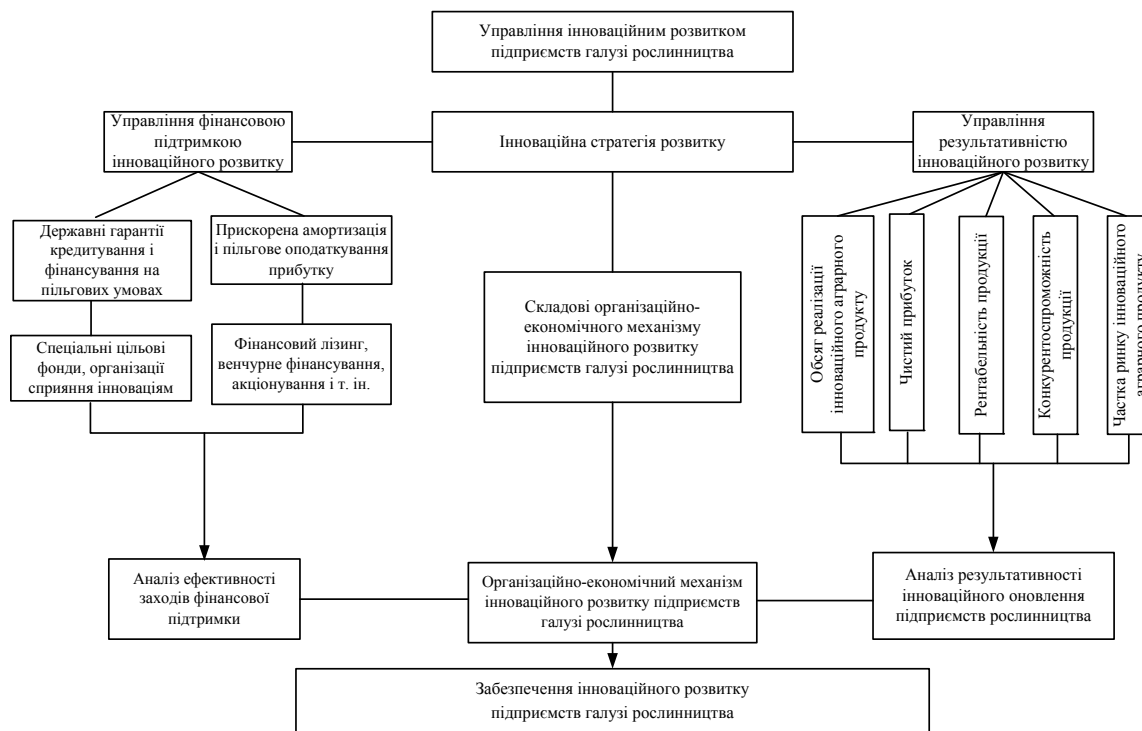 Управління інноваційним розвитком
підприємств галузі рослинництва
Управління фінансовою
підтримкою
інноваційного розвитку
Інноваційна стратегія розвитку
Управління
результативністю
інноваційного розвитку
Державні гарантії
кредитування і
фінансування на
пільгових умовах
Прискорена амортизація
і пільгове оподаткування
прибутку
Спеціальні цільові
фонди, організації
сприяння інноваціям
Фінансовий лізинг,
венчурне фінансування,
акціонування і т. ін.
Складові організаційно-
економічного механізму
інноваційного розвитку
підприємств галузі рослинництва
Обсяг реалізації
інноваційного аграрного
продукту
Чистий прибуток
Рентабельність продукції
Конкурентоспроможність
продукції
Частка ринку інноваційного
аграрного продукту
Аналіз ефективності
заходів фінансової
підтримки
Організаційно-економічний механізм
інноваційного розвитку підприємств
галузі рослинництва
Аналіз результативності
інноваційного оновлення
підприємств рослинництва
Забезпечення інноваційного розвитку
підприємств галузі рослинництва